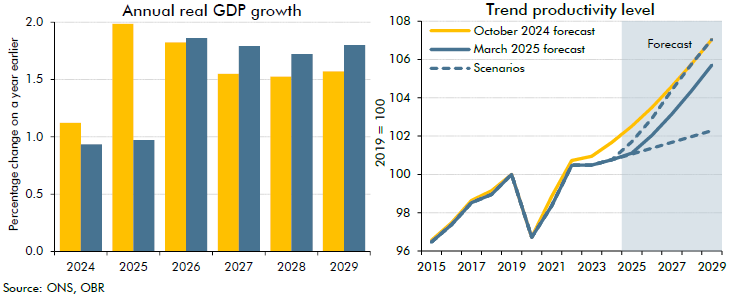 Annual real GDP growth
Percentage change on a year earlier
2.0
1.5
1.0
0.5
0.0
2024 2025 2026 2027 2028 2029
Trend productivity level
October 2024 forecast
March 2025 forecast
Scenarios
Forecast
2019 = 100
108
106
104
102
100
98
96
2015 2017 2019 2021 2023 2025 2027 2029
Source: ONS, OBR